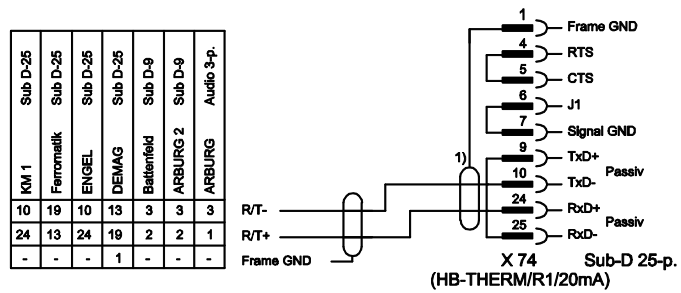 KM 1 Sub D-25
Ferromatik Sub D-25
ENGEL Sub D-25
DEMAG Sub D-25
Battenfeld Sub D-9
ARBURG 2 Sub D-9
ARBURG Audio 3-p.
10 19 10 13 3 3 3
24 13 24 19 2 2 1
- - - 1 - - -
R/T-
R/T+
Frame GND
1)
1 Frame GND
4 RTS
5 CTS
6 J1
7 Signal GND
9 TxD+
Passiv
10 TxD-
24 RxD+
Passiv
25 RxD-
X 74 Sub-D 25-p.
(HB-THERM/R1/20mA)